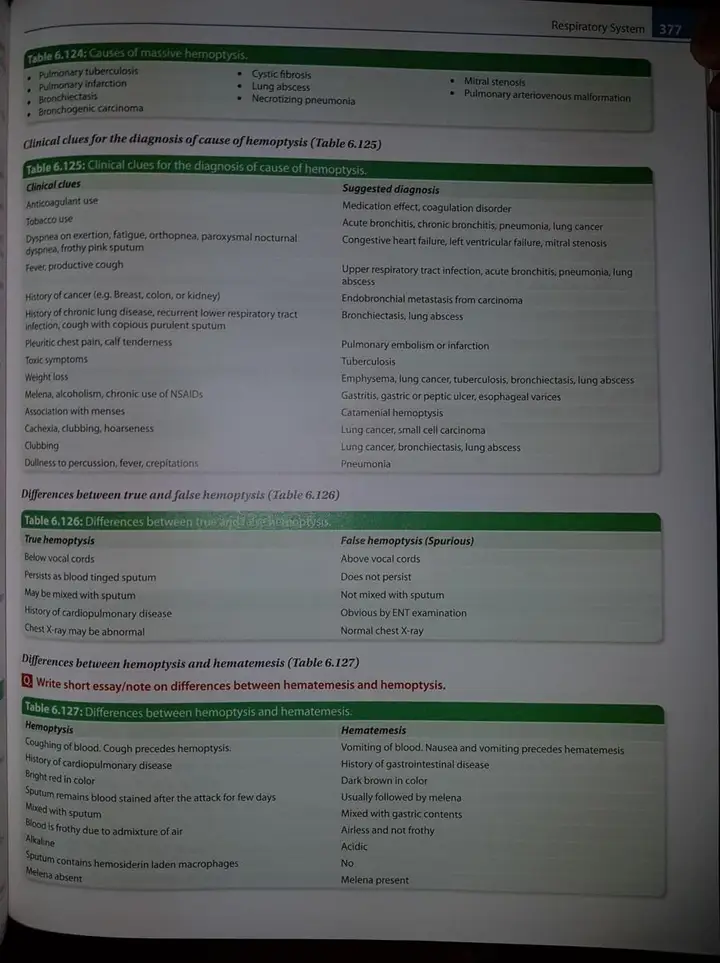 Respiratory System 377
Table 6.124: Causes of massive hemoptysis.
• Pulmonary tuberculosis
• Pulmonary infarction
• Bronchiectasis
• Bronchogenic carcinoma
• Cystic fibrosis
• Lung abscess
• Necrotizing pneumonia
• Mitral stenosis
• Pulmonary arteriovenous malformation
Clinical clues for the diagnosis of cause of hemoptysis (Table 6.125)
Table 6.125: Clinical clues for the diagnosis of cause of hemoptysis.
Clinical clues Suggested diagnosis
Anticoagulant use Medication effect, coagulation disorder
Tobacco use Acute bronchitis, chronic bronchitis, pneumonia, lung cancer
Dyspnea on exertion, fatigue, orthopnea, paroxysmal nocturnal Congestive heart failure, left ventricular failure, mitral stenosis
dyspnea, frothy pink sputum
Fever, productive cough Upper respiratory tract infection, acute bronchitis, pneumonia, lung
abscess
History of cancer (e.g. Breast, colon, or kidney) Endobronchial metastasis from carcinoma
History of chronic lung disease, recurrent lower respiratory tract Bronchiectasis, lung abscess
infection, cough with copious purulent sputum
Pleuritic chest pain, calf tenderness Pulmonary embolism or infarction
Toxic symptoms Tuberculosis
Weight loss Emphysema, lung cancer, tuberculosis, bronchiectasis, lung abscess
Melena, alcoholism, chronic use of NSAIDs Gastritis, gastric or peptic ulcer, esophageal varices
Association with menses Catamenial hemoptysis
Cachexia, clubbing, hoarseness Lung cancer, small cell carcinoma
Clubbing Lung cancer, bronchiectasis, lung abscess
Dullness to percussion, fever, crepitations Pneumonia
Differences between true and false hemoptysis (Table 6.126)
Table 6.126: Differences between true and false hemoptysis.
True hemoptysis False hemoptysis (Spurious)
Below vocal cords Above vocal cords
Persists as blood tinged sputum Does not persist
May be mixed with sputum Not mixed with sputum
History of cardiopulmonary disease Obvious by ENT examination
Chest X-ray may be abnormal Normal chest X-ray
Differences between hemoptysis and hematemesis (Table 6.127)
Q Write short essay/note on differences between hematemesis and hemoptysis.
Table 6.127: Differences between hemoptysis and hematemesis.
Hemoptysis Hematemesis
Coughing of blood. Cough precedes hemoptysis. Vomiting of blood. Nausea and vomiting precedes hematemesis
History of cardiopulmonary disease History of gastrointestinal disease
Bright red in color Dark brown in color
Sputum remains blood stained after the attack for few days Usually followed by melena
Mixed with sputum Mixed with gastric contents
Blood is frothy due to admixture of air Airless and not frothy
Alkaline Acidic
Sputum contains hemosiderin laden macrophages No
Melena absent Melena present